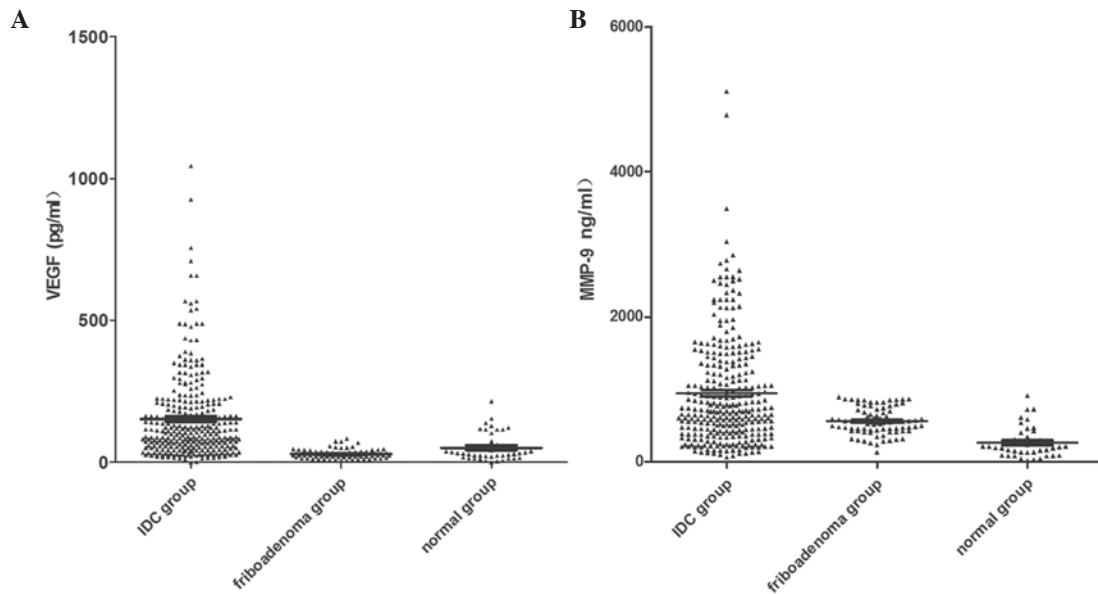 A
VEGF (pg/ml)
1500
1000
500
0
IDC group
friboadenoma group
normal group
B
MMP-9 ng/ml)
6000
4000
2000
0
IDC group
friboadenoma group
normal group